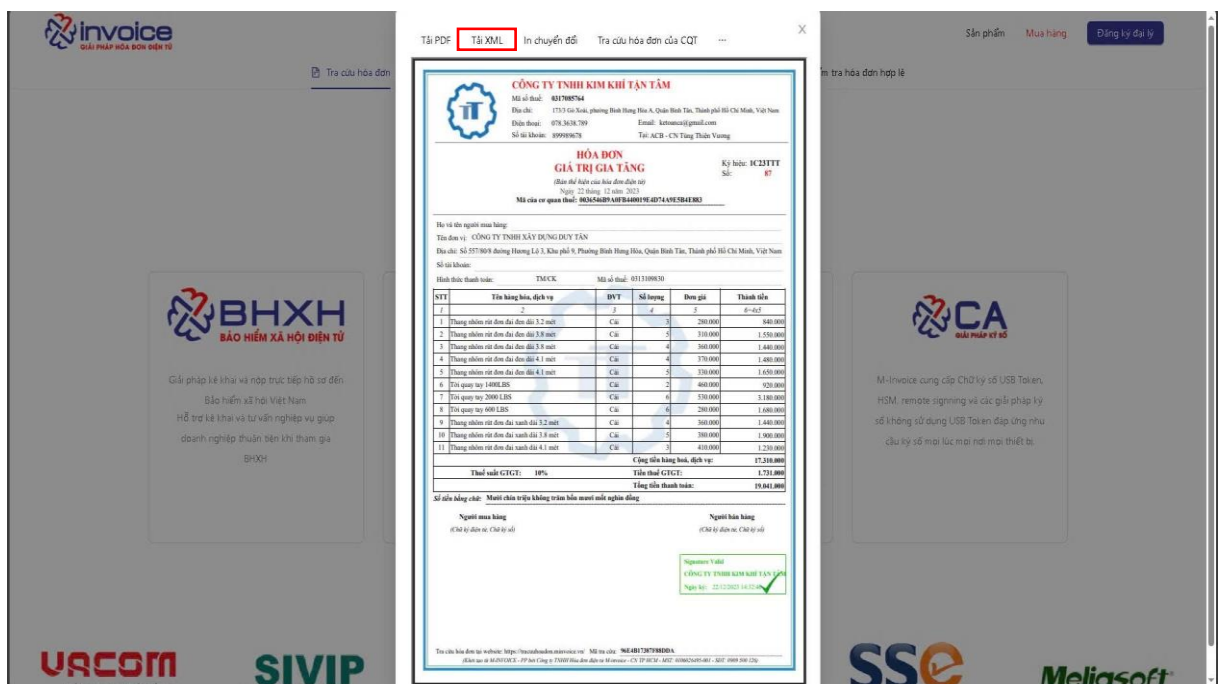 invoice
GIẢI PHÁP HÓA ĐƠN ĐIỆN TỬ
Sản phẩm Mua hàng Đăng ký đại lý
Tra cứu hóa đơn
m tra hóa đơn hợp lệ
Tải PDF Tải XML In chuyển đổi Tra cứu hóa đơn của CQT ... X
CÔNG TY TNHH KIM KHÍ TẬN TÂM
Mã số thuế: 0317085764
Địa chỉ: 173/3 Gò Xoài, phường Bình Hưng Hòa A, Quận Bình Tân, Thành phố Hồ Chí Minh, Việt Nam
Điện thoại: 078.3638.789 Email:
Số tài khoản: 899989678 Tại: ACB - CN Tùng Thiện Vương
HÓA ĐƠN
GIÁ TRỊ GIA TĂNG
(Bản thể hiện của hóa đơn điện tử)
Ngày 22 tháng 12 năm 2023
Ký hiệu: 1C23TTT
Số: 87
Mã của cơ quan thuế:
Họ và tên người mua hàng:
Tên đơn vị: CÔNG TY TNHH XÂY DỰNG DUY TÂN
Địa chỉ: Số 557/80/8 đường Hương Lộ 3, Khu phố 9, Phường Bình Hưng Hòa, Quận Bình Tân, Thành phố Hồ Chí Minh, Việt Nam
Số tài khoản:
Hình thức thanh toán: TM/CK Mã số thuế: 0313109830
STT Tên hàng hóa, dịch vụ ĐVT Số lượng Đơn giá Thành tiền
1 2 3 4 5 6=4x5
1 Thang nhôm rút đơn đai đen dài 3.2 mét Cái 3 280.000 840.000
2 Thang nhôm rút đơn đai đen dài 3.8 mét Cái 5 310.000 1.550.000
3 Thang nhôm rút đơn đai đen dài 3.8 mét Cái 4 360.000 1.440.000
4 Thang nhôm rút đơn đai đen dài 4.1 mét Cái 4 370.000 1.480.000
5 Thang nhôm rút đơn đai đen dài 4.1 mét Cái 5 330.000 1.650.000
6 Tời quay tay 1400LBS Cái 2 460.000 920.000
7 Tời quay tay 2000 LBS Cái 6 530.000 3.180.000
8 Tời quay tay 600 LBS Cái 6 280.000 1.680.000
9 Thang nhôm rút đơn đai xanh dài 3.2 mét Cái 4 360.000 1.440.000
10 Thang nhôm rút đơn đai xanh dài 3.8 mét Cái 5 380.000 1.900.000
11 Thang nhôm rút đơn đai xanh dài 4.1 mét Cái 3 410.000 1.230.000
Cộng tiền hàng hoá, dịch vụ: 17.310.000
Thuế suất GTGT: 10% Tiền thuế GTGT: 1.731.000
Tổng tiền thanh toán: 19.041.000
Số tiền bằng chữ: Mười chín triệu không trăm bốn mươi mốt nghìn đồng
Người mua hàng Người bán hàng
(Chữ ký điện tử, Chữ ký số) (Chữ ký điện tử, Chữ ký số)
Signature Valid
CÔNG TY TNHH KIM KHÍ TẬN TÂM
Ngày ký: 22/12/2023
Tra cứu hóa đơn tại website: Mã tra cứu:
BHXH
BẢO HIỂM XÃ HỘI ĐIỆN TỬ
Giải pháp kê khai và nộp trực tiếp hồ sơ đến
Bảo hiểm xã hội Việt Nam
Hỗ trợ kê khai và tư vấn nghiệp vụ giúp
doanh nghiệp thuận tiện khi tham gia
BHXH
CA
GIẢI PHÁP KÝ SỐ
M-Invoice cung cấp Chữ ký số USB Token,
HSM, remote signning và các giải pháp ký
số không sử dụng USB Token đáp ứng nhu
cầu ký số mọi lúc mọi nơi mọi thiết bị
VACOM
SIVIP
SSe
Meliasoft